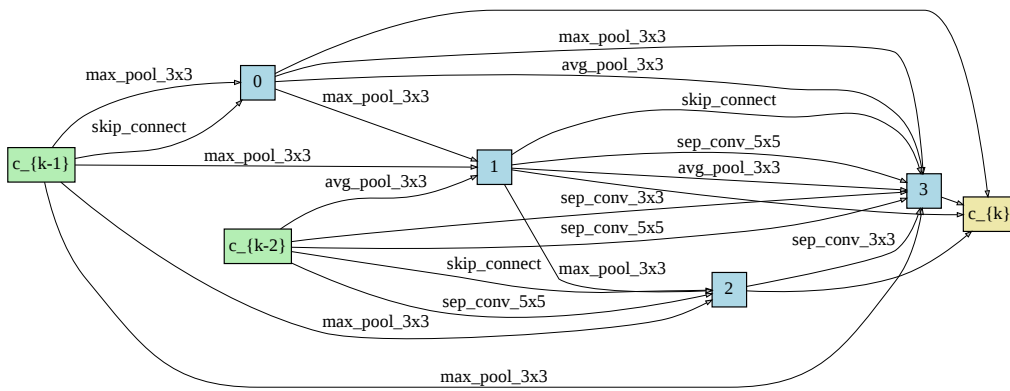 max_pool_3x3
avg_pool_3x3
max_pool_3x3
0
max_pool_3x3
skip_connect
skip_connect
sep_conv_5x5
max_pool_3x3
c_{k-1}
1
avg_pool_3x3
avg_pool_3x3
sep_conv_3x3
3
c_{k}
sep_conv_5x5
sep_conv_3x3
c_{k-2}
skip_connect
max_pool_3x3
2
sep_conv_5x5
max_pool_3x3
max_pool_3x3